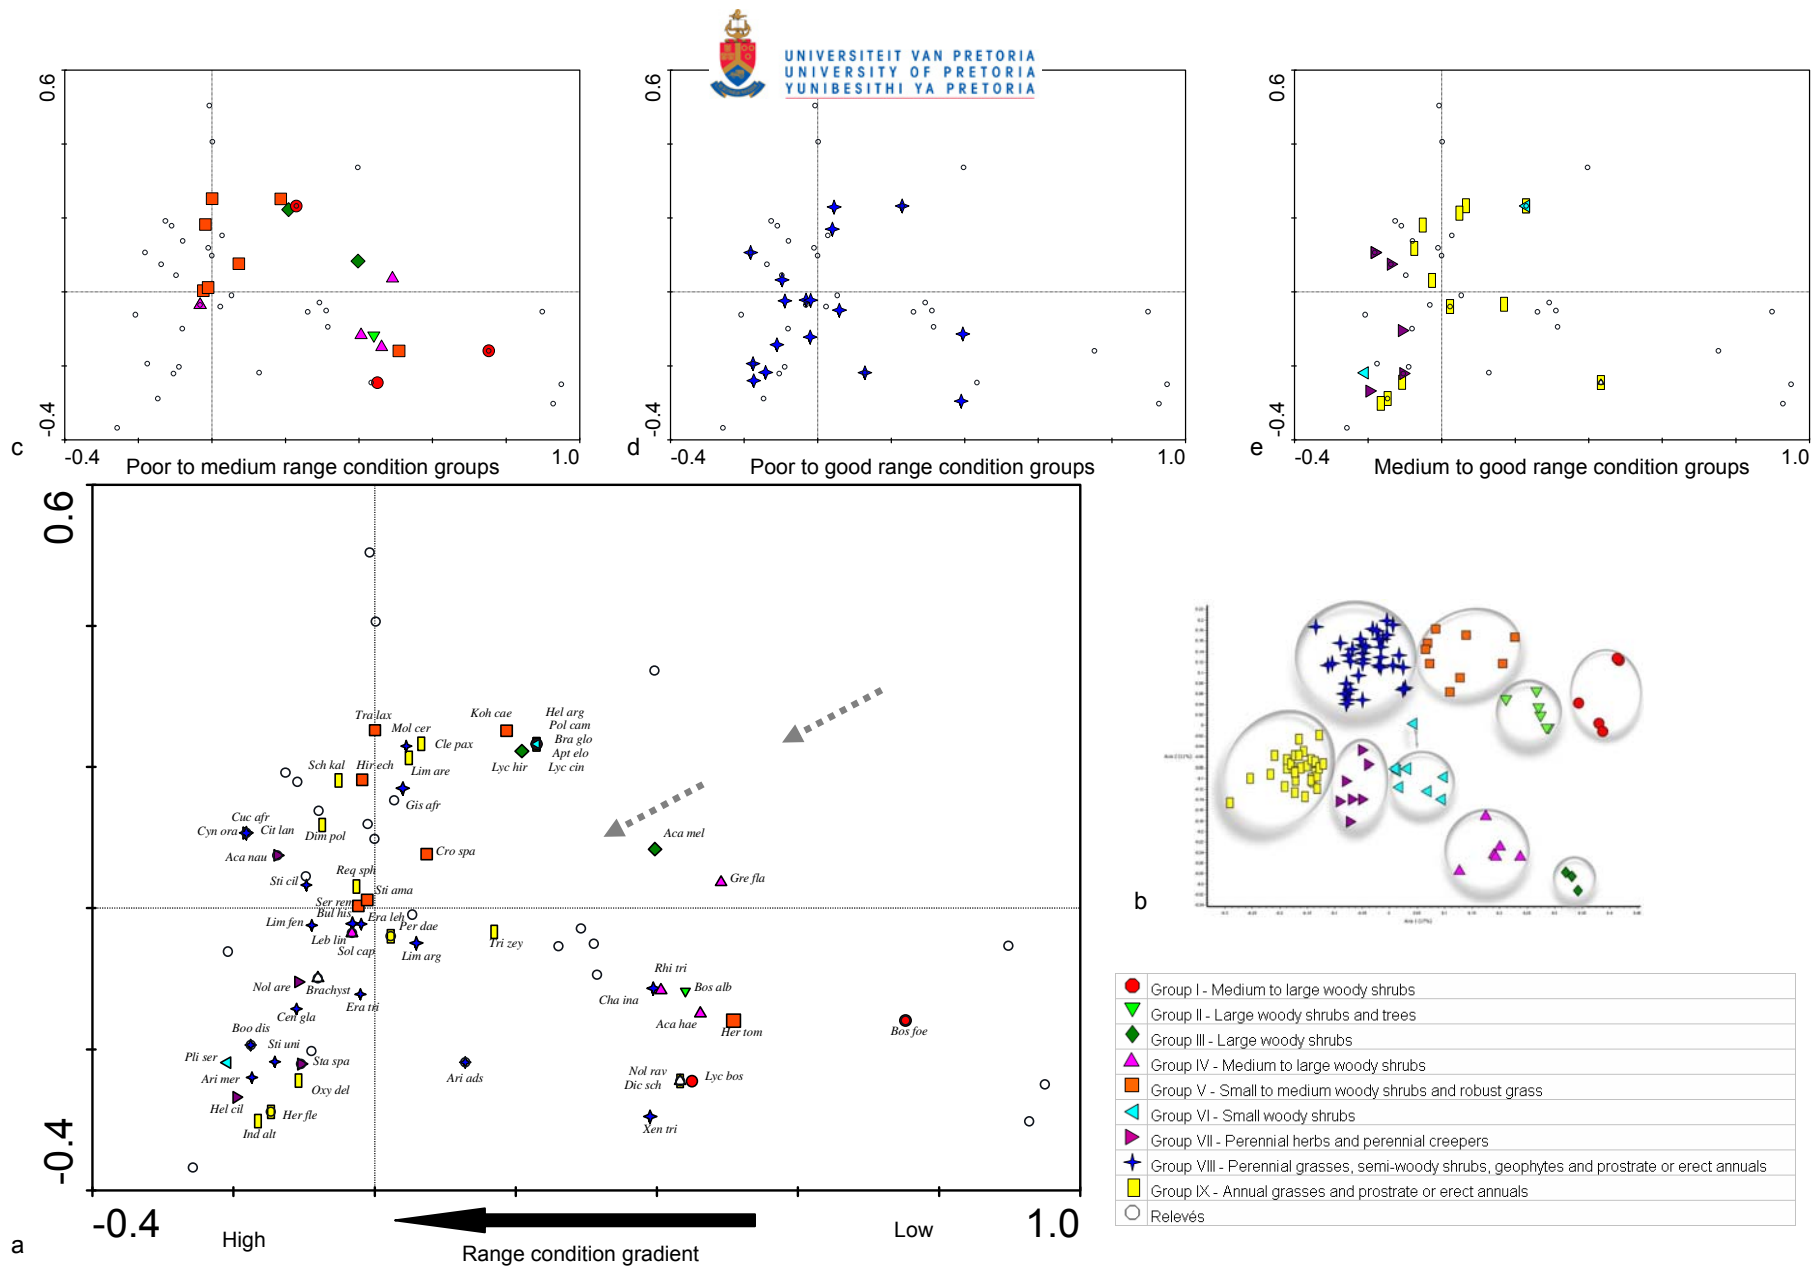 UNIVERSITEIT VAN PRETORIA
UNIVERSITY OF PRETORIA
YUNIBESITHI YA PRETORIA
0.6
-0.4
c
-0.4
1.0
Poor to medium range condition groups
0.6
-0.4
d
-0.4
1.0
Poor to good range condition groups
0.6
-0.4
e
-0.4
1.0
Medium to good range condition groups
0.6
-0.4
Tra lax
Mol cer
Cle pax
Koh cae
Hel arg
Pol cam
Bra glo
Apt elo
Lyc cin
Lyc hir
Sch kal
Hir ech
Lim are
Gis afr
Cuc afr
Cyn ora
Cit lan
Dim pol
Aca nau
Cro spa
Aca mel
Req sph
Sti cil
Sti ama
Gre fla
Ser rem
Bul his
Era leh
Lim fen
Per dae
Leb lin
Sol cap
Lim arg
Tri zey
Rhi tri
Nol are
Brachyst
Cha ina
Bos alb
Era tri
Cen gla
Aca hae
Her tom
Bos foe
Boo dis
Sti uni
Pli ser
Sta spa
Ari mer
Ari ads
Nol rav
Dic sch
Lyc bos
Oxy del
Hel cil
Her fle
Ind alt
Xen tri
-0.4
1.0
High
Low
Range condition gradient
a
b
Group I - Medium to large woody shrubs
Group II - Large woody shrubs and trees
Group III - Large woody shrubs
Group IV - Medium to large woody shrubs
Group V - Small to medium woody shrubs and robust grass
Group VI - Small woody shrubs
Group VII - Perennial herbs and perennial creepers
Group VIII - Perennial grasses, semi-woody shrubs, geophytes and prostrate or erect annuals
Group IX - Annual grasses and prostrate or erect annuals
Relevés